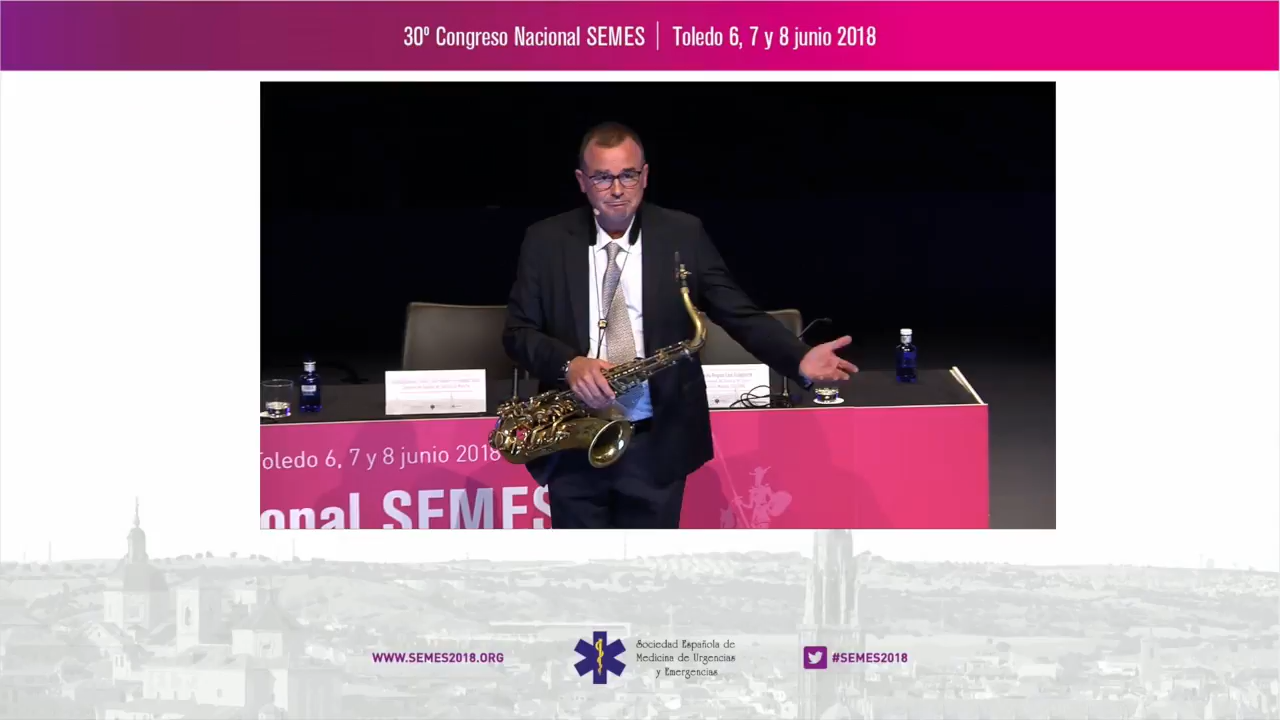 30º Congreso Nacional SEMES | Toledo 6, 7 y 8 junio 2018
Toledo 6, 7 y 8 junio 2018
onal SEMES
WWW.SEMES2018.ORG
Sociedad Española de
Medicina de Urgencias
y Emergencias
#SEMES2018